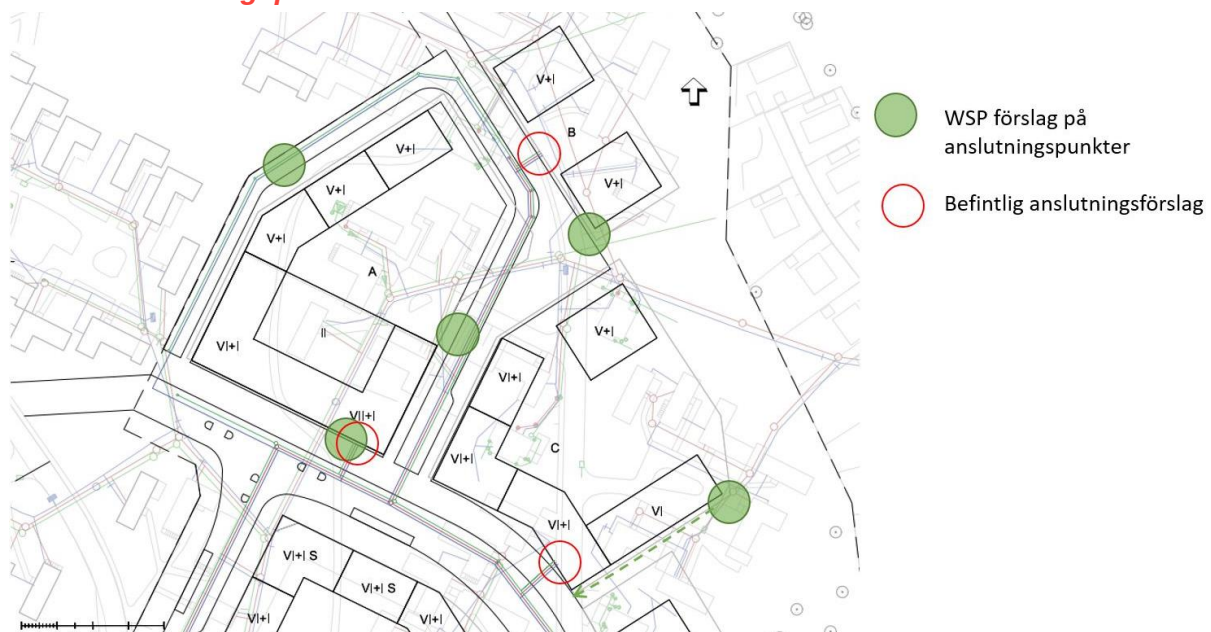 V+I
B
V+I
V+I
V+I
V+I
A
V+I
VI+I
II
VI+I
VII+I
VI+I
C
VI
VI+I
VI+I S
VI+I S
VI+I
VI+I
WSP förslag på
anslutningspunkter
Befintlig anslutningsförslag